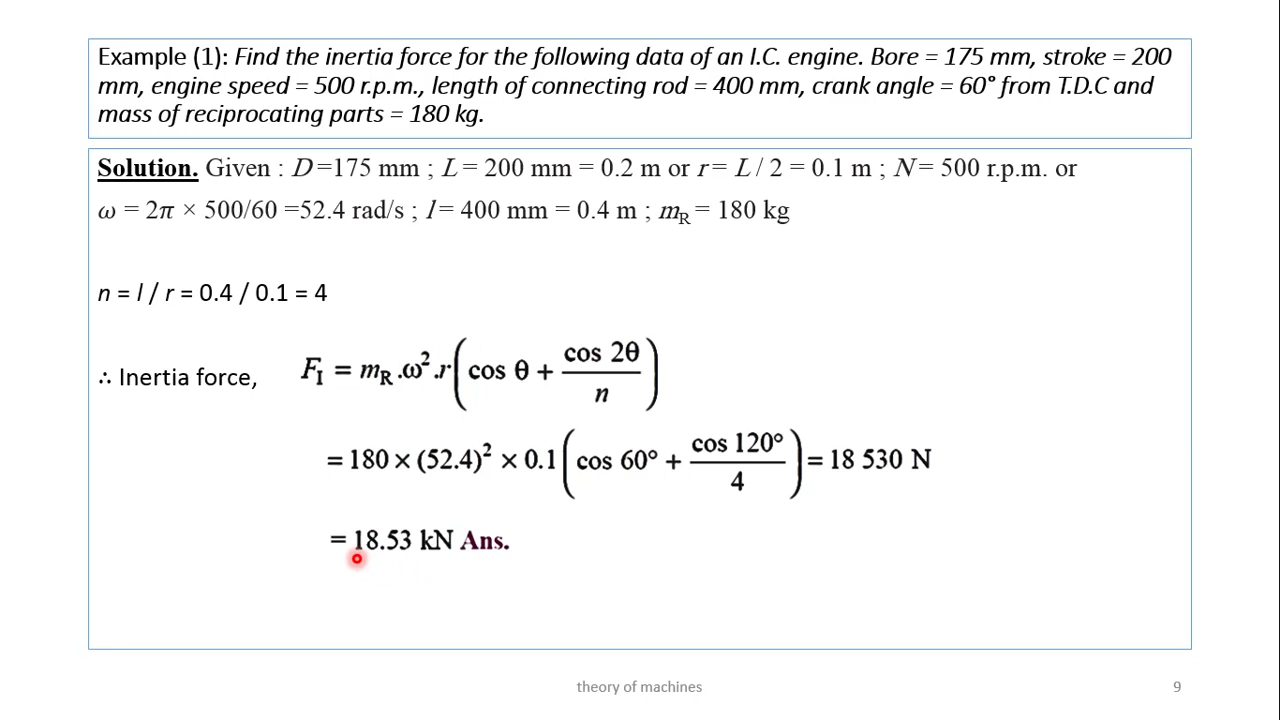 Example (1): Find the inertia force for the following data of an I.C. engine. Bore = 175 mm, stroke = 200
mm, engine speed = 500 r.p.m., length of connecting rod = 400 mm, crank angle = 60° from T.D.C and
mass of reciprocating parts = 180 kg.
Solution. Given : D =175 mm ; L = 200 mm = 0.2 m or r = L / 2 = 0.1 m ; N = 500 r.p.m. or
ω = 2π × 500/60 =52.4 rad/s ; l = 400 mm = 0.4 m ; mR = 180 kg
n = l / r = 0.4 / 0.1 = 4
∴ Inertia force, FI = mR .ω² .r ( cos θ + cos 2θ / n )
= 180 × (52.4)² × 0.1 ( cos 60° + cos 120° / 4 ) = 18 530 N
= 18.53 kN Ans.
theory of machines 9